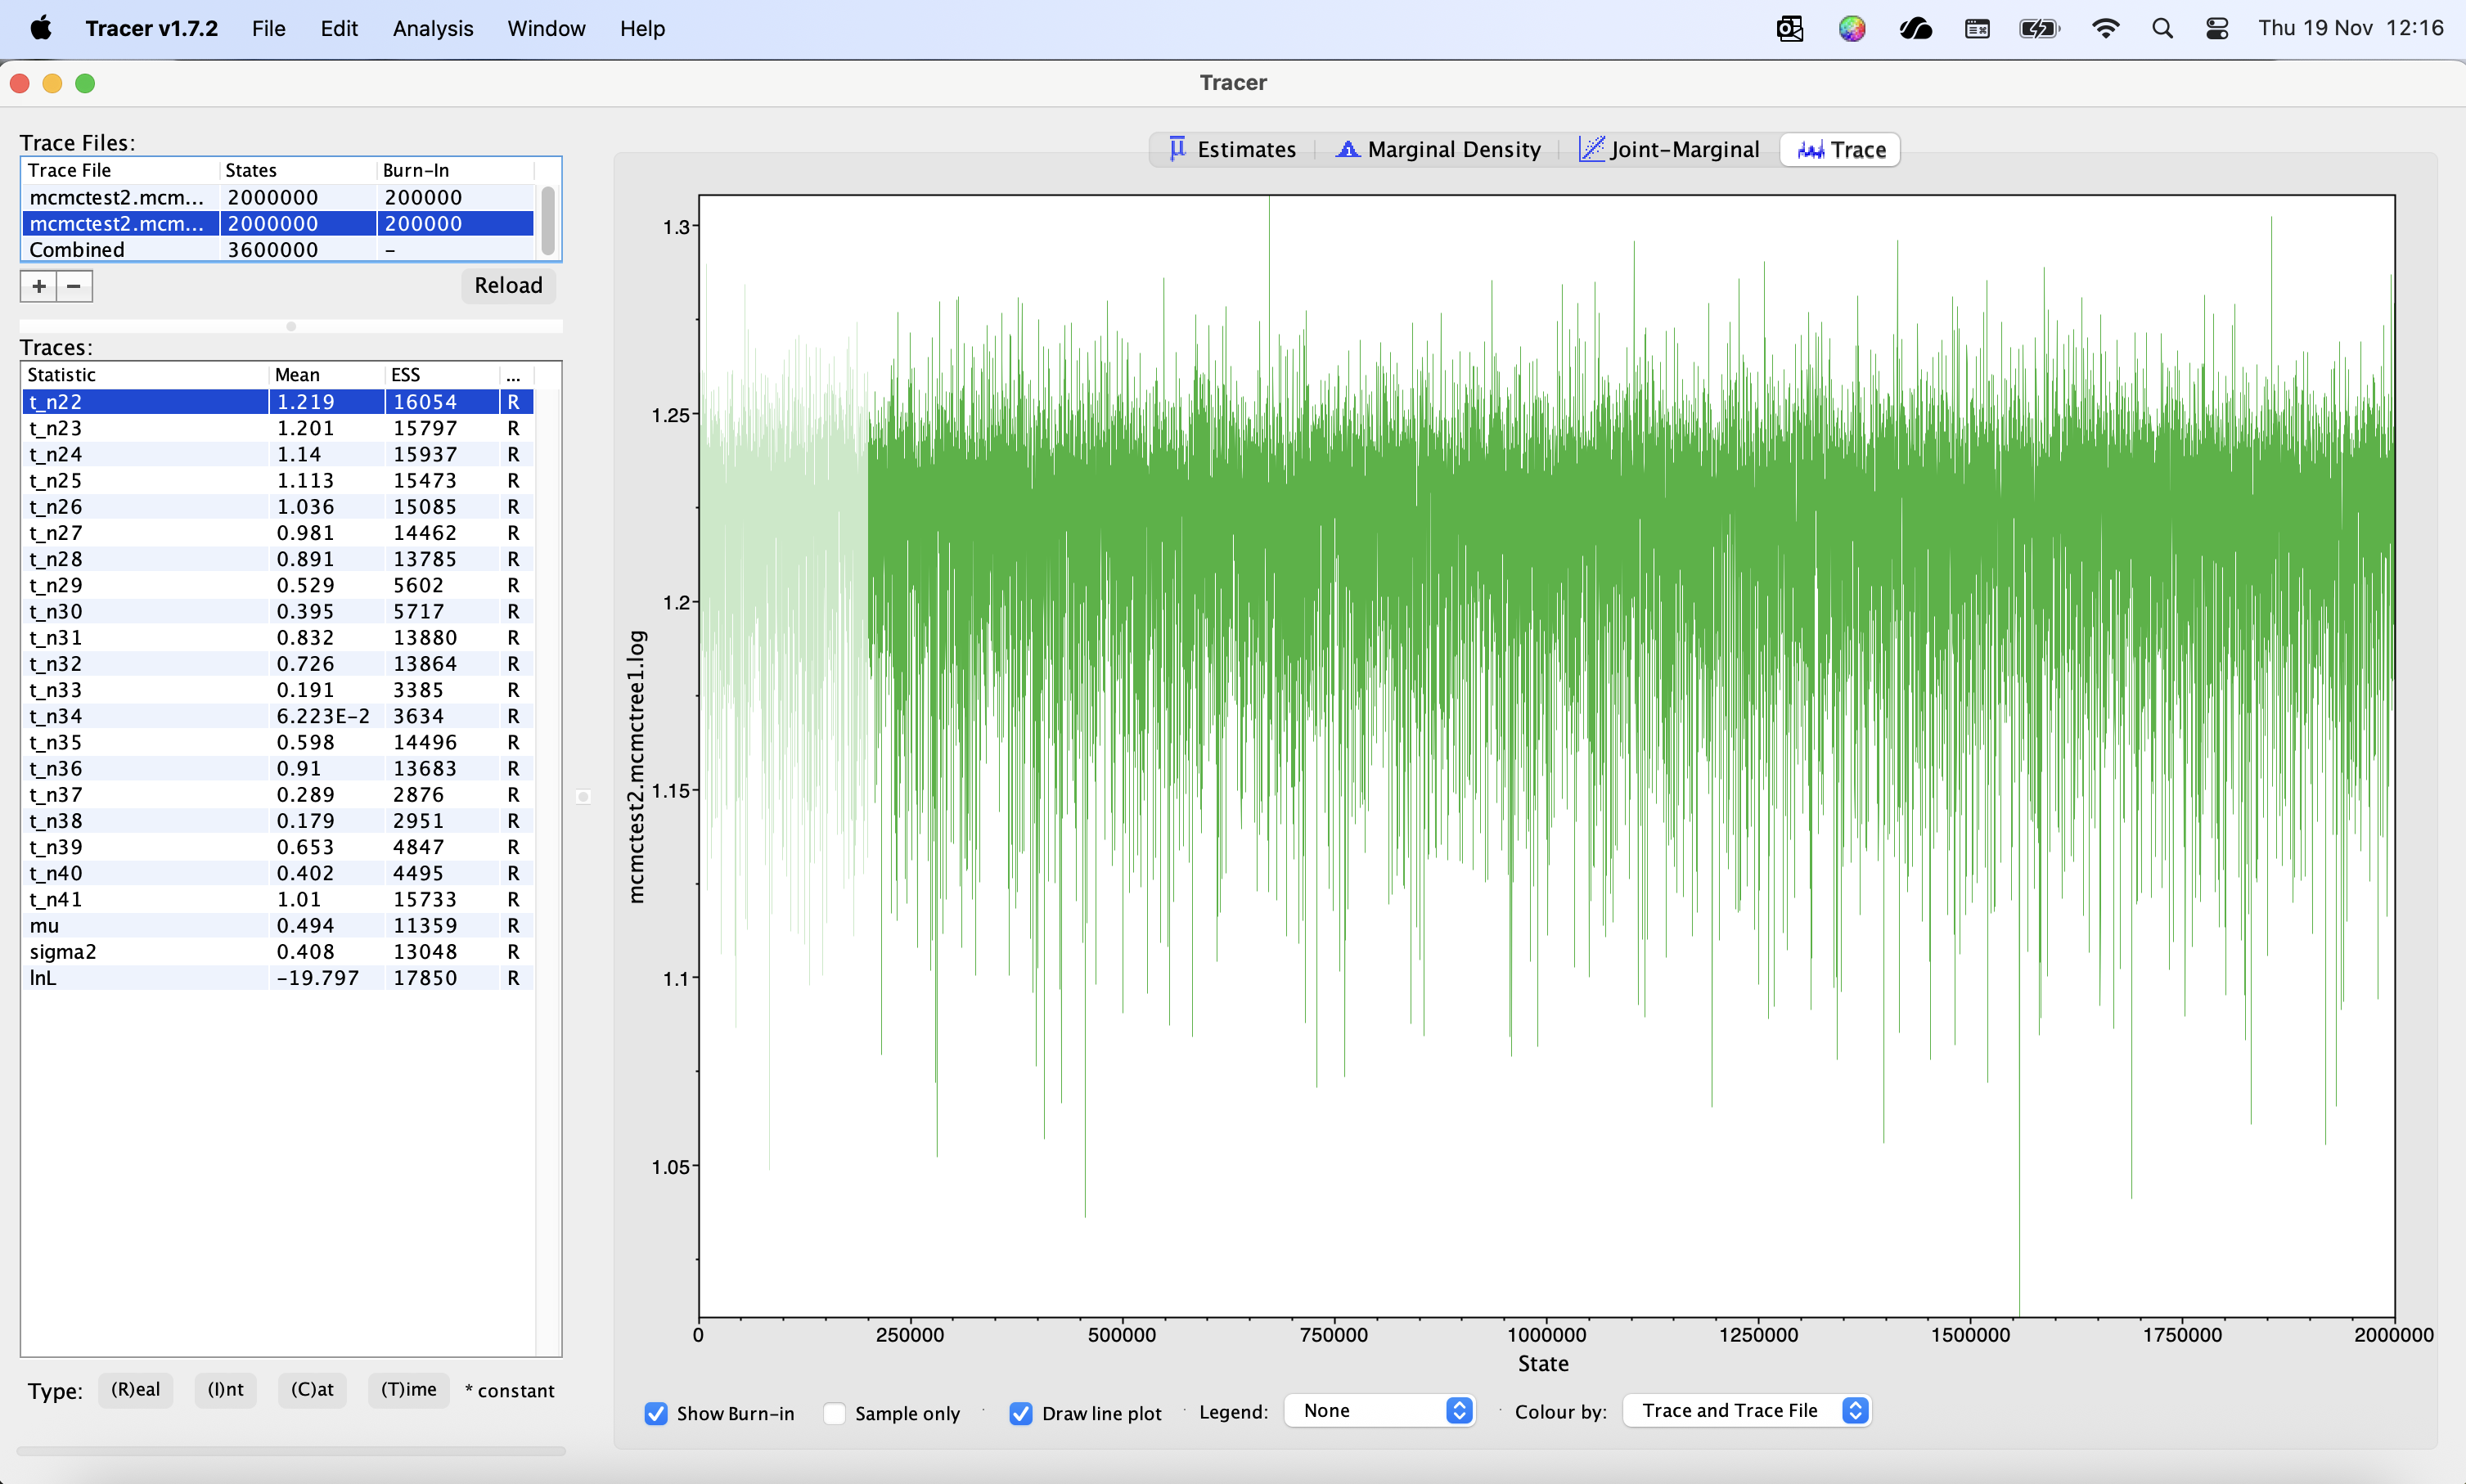 Tracer v1.7.2 File Edit Analysis Window Help Thu 19 Nov 12:16
Tracer
Trace Files:
Trace File States Burn-In
mcmctest2.mcm... 2000000 200000
mcmctest2.mcm... 2000000 200000
Combined 3600000 -
+ − Reload
Traces:
Statistic Mean ESS ...
t_n22 1.219 16054 R
t_n23 1.201 15797 R
t_n24 1.14 15937 R
t_n25 1.113 15473 R
t_n26 1.036 15085 R
t_n27 0.981 14462 R
t_n28 0.891 13785 R
t_n29 0.529 5602 R
t_n30 0.395 5717 R
t_n31 0.832 13880 R
t_n32 0.726 13864 R
t_n33 0.191 3385 R
t_n34 6.223E-2 3634 R
t_n35 0.598 14496 R
t_n36 0.91 13683 R
t_n37 0.289 2876 R
t_n38 0.179 2951 R
t_n39 0.653 4847 R
t_n40 0.402 4495 R
t_n41 1.01 15733 R
mu 0.494 11359 R
sigma2 0.408 13048 R
lnL -19.797 17850 R
Type: (R)eal (I)nt (C)at (T)ime * constant
Estimates Marginal Density Joint-Marginal Trace
mcmctest2.mcmctree1.log
1.3
1.25
1.2
1.15
1.1
1.05
0 250000 500000 750000 1000000 1250000 1500000 1750000 2000000
State
Show Burn-in Sample only Draw line plot Legend: None Colour by: Trace and Trace File